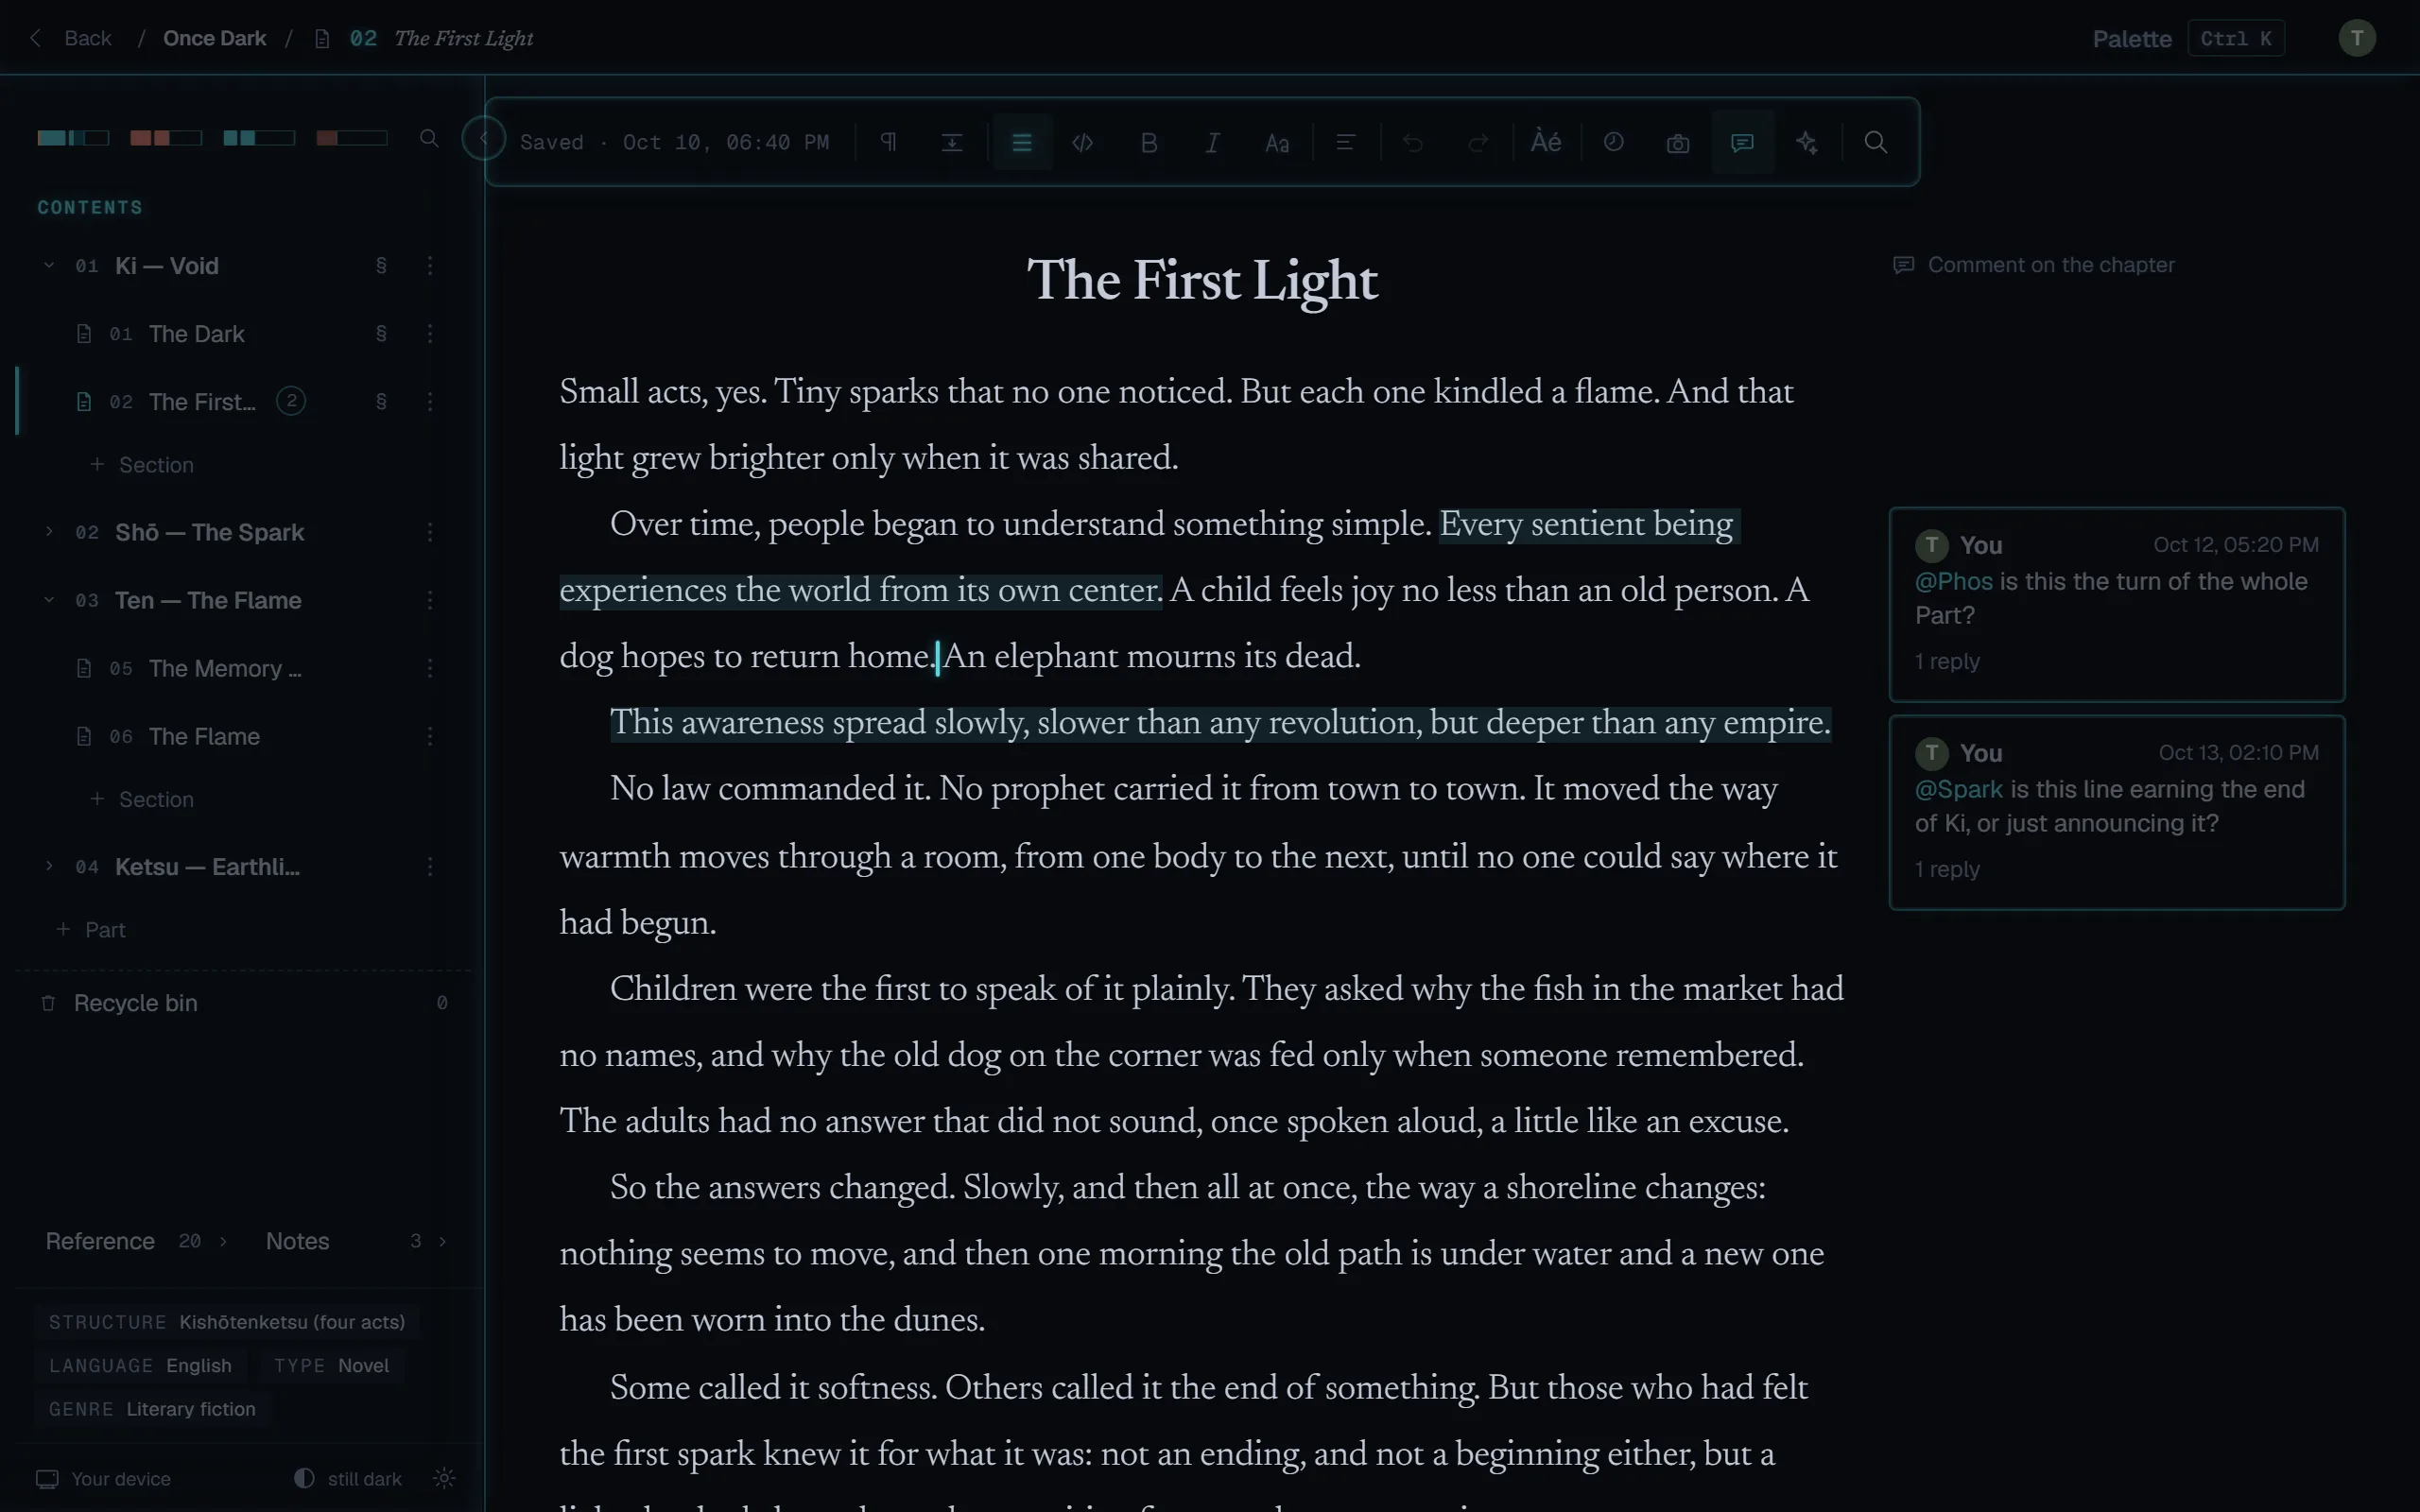 Back / Once Dark / 02 The First Light
Palette Ctrl K T
Saved · Oct 10, 06:40 PM
Aa
Àé
CONTENTS
01 Ki — Void §
01 The Dark §
02 The First... 2 §
+ Section
02 Shō — The Spark
03 Ten — The Flame
05 The Memory ...
06 The Flame
+ Section
04 Ketsu — Earthli...
+ Part
Recycle bin 0
Reference 20
Notes 3
STRUCTURE Kishōtenketsu (four acts)
LANGUAGE English TYPE Novel
GENRE Literary fiction
Your device still dark
The First Light
Small acts, yes. Tiny sparks that no one noticed. But each one kindled a flame. And that
light grew brighter only when it was shared.
Over time, people began to understand something simple. Every sentient being
experiences the world from its own center. A child feels joy no less than an old person. A
dog hopes to return home. An elephant mourns its dead.
This awareness spread slowly, slower than any revolution, but deeper than any empire.
No law commanded it. No prophet carried it from town to town. It moved the way
warmth moves through a room, from one body to the next, until no one could say where it
had begun.
Children were the first to speak of it plainly. They asked why the fish in the market had
no names, and why the old dog on the corner was fed only when someone remembered.
The adults had no answer that did not sound, once spoken aloud, a little like an excuse.
So the answers changed. Slowly, and then all at once, the way a shoreline changes:
nothing seems to move, and then one morning the old path is under water and a new one
has been worn into the dunes.
Some called it softness. Others called it the end of something. But those who had felt
the first spark knew it for what it was: not an ending, and not a beginning either, but a
Comment on the chapter
T You Oct 12, 05:20 PM
@Phos is this the turn of the whole
Part?
1 reply
T You Oct 13, 02:10 PM
@Spark is this line earning the end
of Ki, or just announcing it?
1 reply